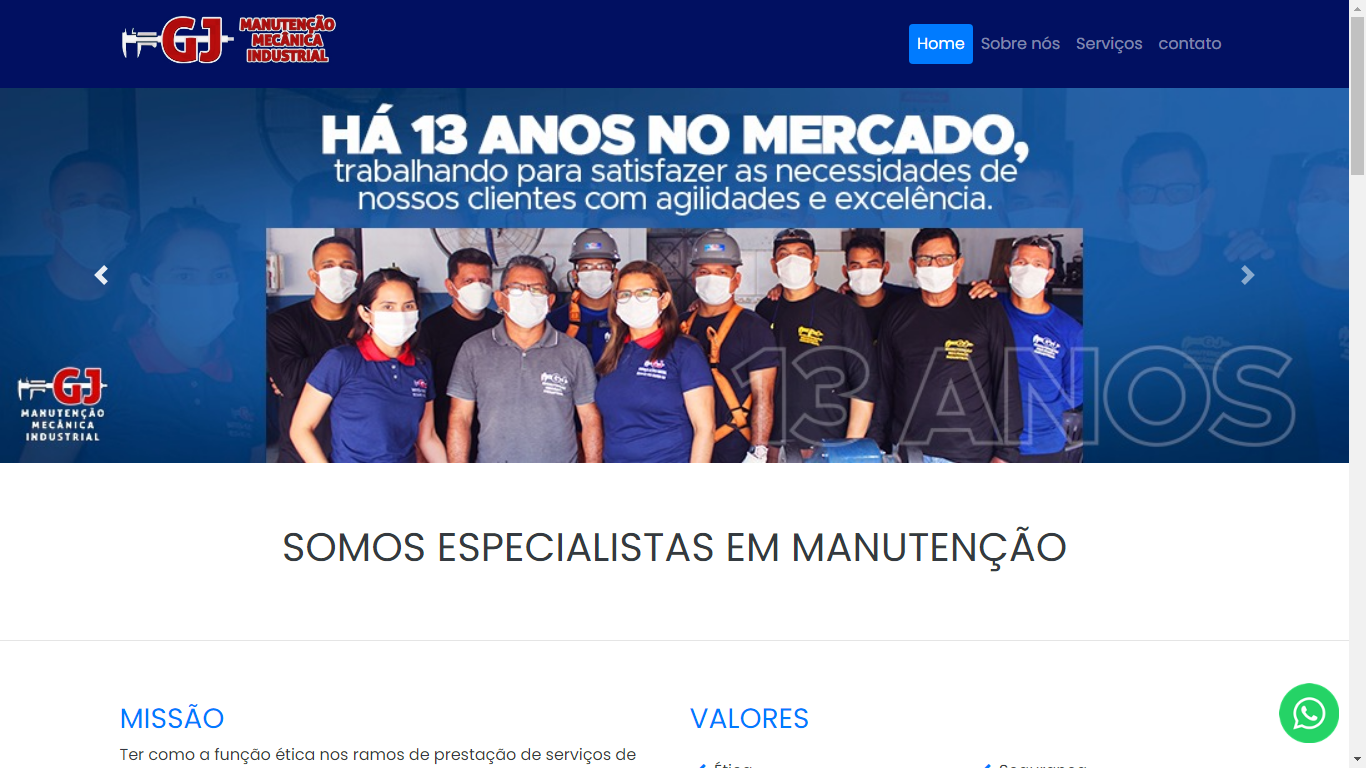 GJ MANUTENÇÃO
MECÂNICA
INDUSTRIAL
Home Sobre nós Serviços contato
HÁ 13 ANOS NO MERCADO,
trabalhando para satisfazer as necessidades de
nossos clientes com agilidades e excelência.
13 ANOS
GJ
MANUTENÇÃO
MECÂNICA
INDUSTRIAL
SOMOS ESPECIALISTAS EM MANUTENÇÃO
MISSÃO
Ter como a função ética nos ramos de prestação de serviços de
VALORES
Ética
Segurança